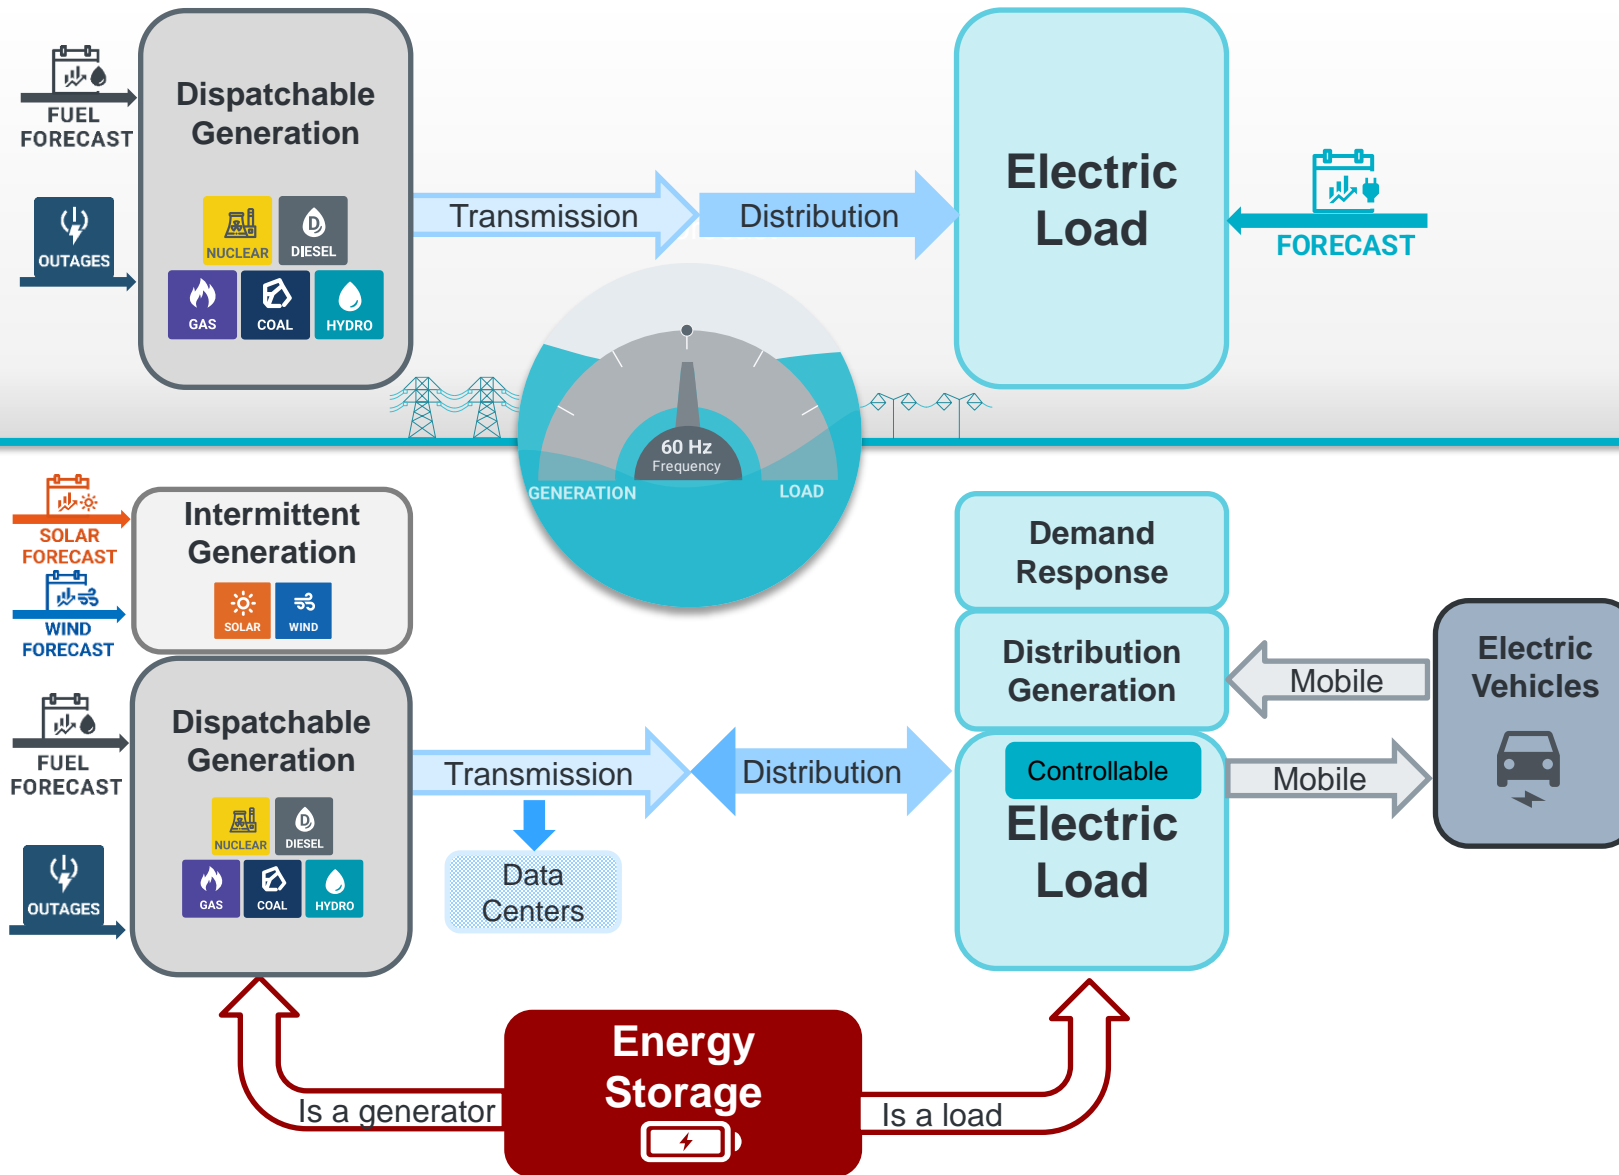 FUEL
FORECAST
Dispatchable
Generation
OUTAGES
NUCLEAR
D
DIESEL
GAS
COAL
HYDRO
Transmission
Distribution
Electric
Load
FORECAST
60 Hz
Frequency
GENERATION
LOAD
SOLAR
FORECAST
WIND
FORECAST
Intermittent
Generation
SOLAR
WIND
FUEL
FORECAST
OUTAGES
Dispatchable
Generation
NUCLEAR
D
DIESEL
GAS
COAL
HYDRO
Transmission
Distribution
Data
Centers
Demand
Response
Distribution
Generation
Controllable
Electric
Load
Mobile
Mobile
Electric
Vehicles
Is a generator
Energy
Storage
Is a load